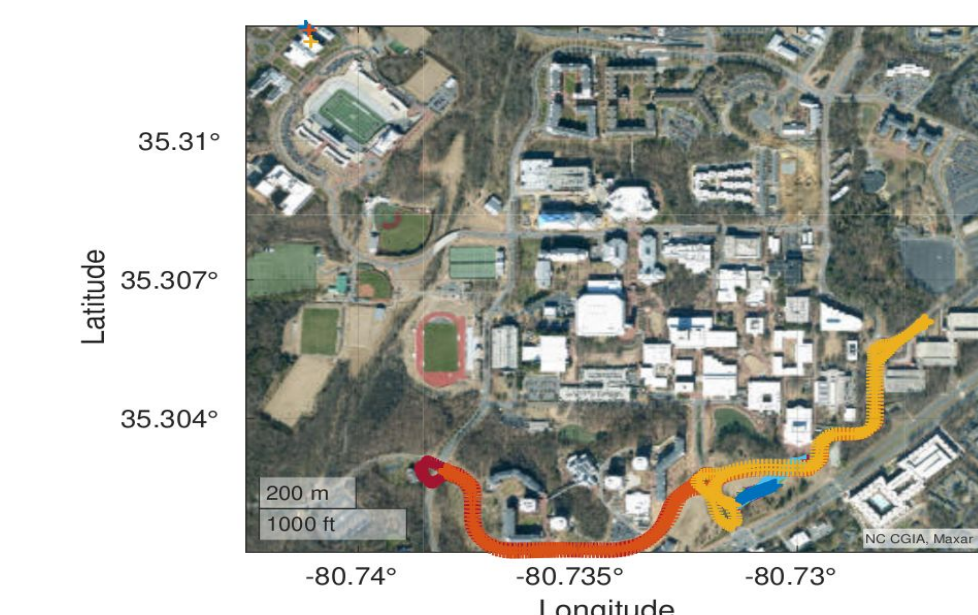 35.31°
Latitude
35.307°
35.304°
200 m
1000 ft
NC CGIA, Maxar
-80.74°
-80.735°
-80.73°
Longitude